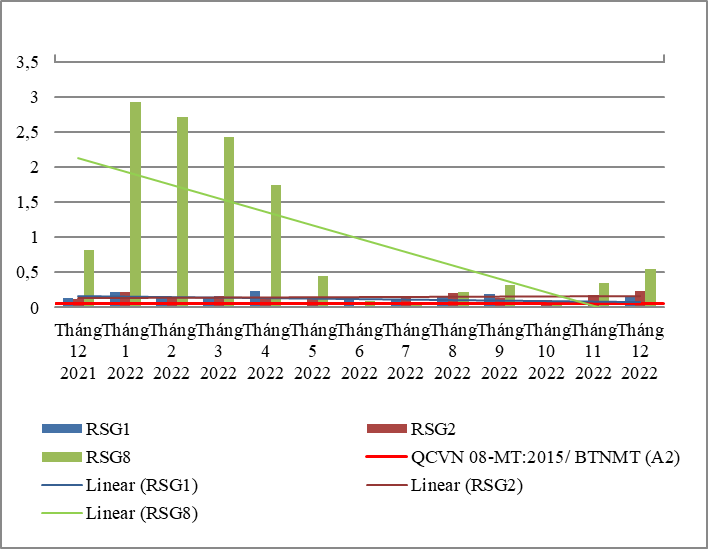 3,5
3
2,5
2
1,5
1
0,5
0
Tháng Tháng Tháng Tháng Tháng Tháng Tháng Tháng Tháng Tháng Tháng Tháng Tháng
12 1 2 3 4 5 6 7 8 9 10 11 12
2021 2022 2022 2022 2022 2022 2022 2022 2022 2022 2022 2022 2022
RSG1 RSG2
RSG8 QCVN 08-MT:2015/ BTNMT (A2)
Linear (RSG1) Linear (RSG2)
Linear (RSG8)